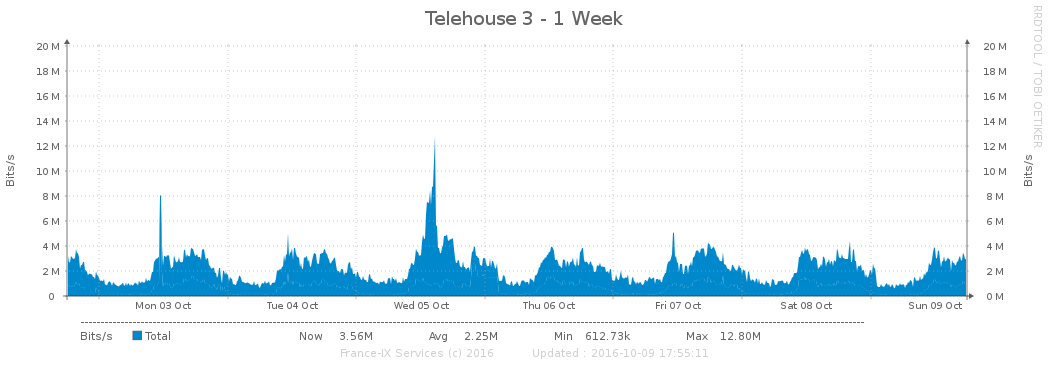 Telehouse 3 - 1 Week
RRDTOOL / TOBI OETIKER
Bits/s
20 M 20 M
18 M 18 M
16 M 16 M
14 M 14 M
12 M 12 M
10 M 10 M
8 M 8 M
6 M 6 M
4 M 4 M
2 M 2 M
0 0 M
Bits/s
Mon 03 Oct Tue 04 Oct Wed 05 Oct Thu 06 Oct Fri 07 Oct Sat 08 Oct Sun 09 Oct
Bits/s Total Now 3.56M Avg 2.25M Min 612.73k Max 12.80M
France-IX Services (c) 2016 Updated : 2016-10-09 17:55:11